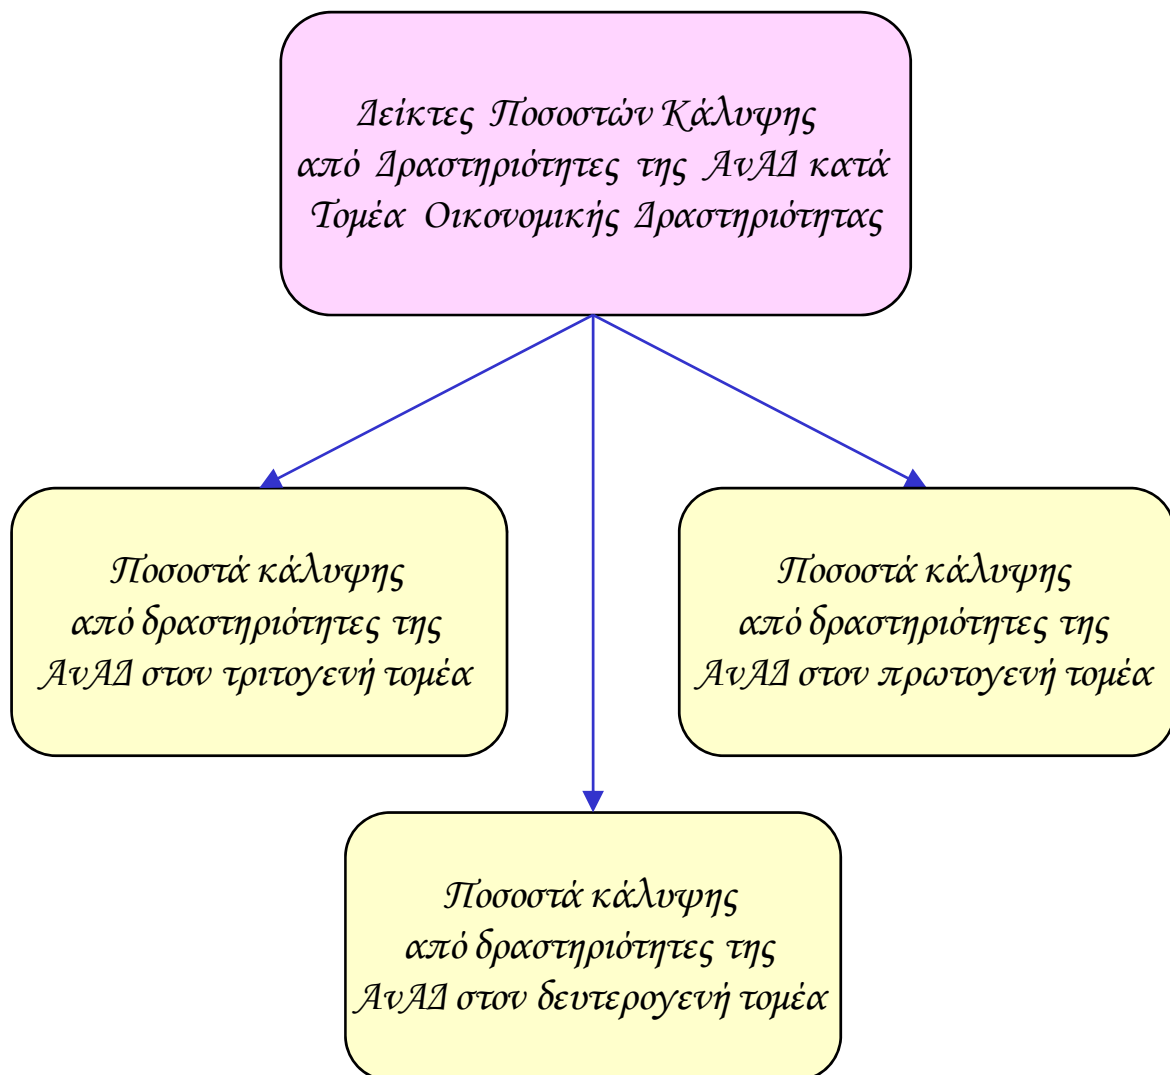 Δείκτες Ποσοστών Κάλυψης
από Δραστηριότητες της ΑνΑΔ κατά
Τομέα Οικονομικής Δραστηριότητας
Ποσοστά κάλυψης
από δραστηριότητες της
ΑνΑΔ στον τριτογενή τομέα
Ποσοστά κάλυψης
από δραστηριότητες της
ΑνΑΔ στον πρωτογενή τομέα
Ποσοστά κάλυψης
από δραστηριότητες της
ΑνΑΔ στον δευτερογενή τομέα